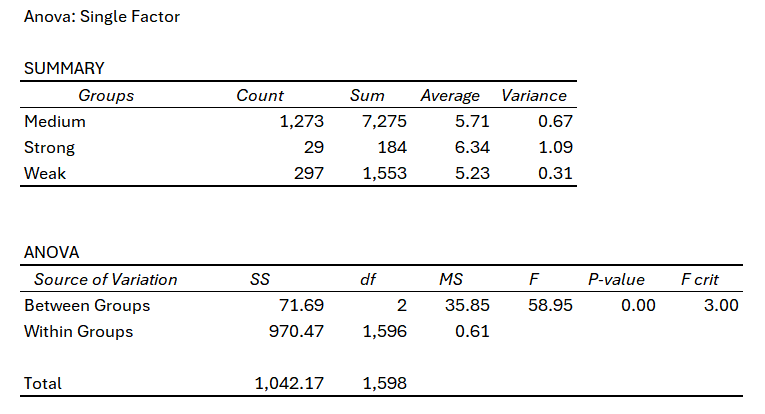 Anova: Single Factor
SUMMARY
Groups Count Sum Average Variance
Medium 1,273 7,275 5.71 0.67
Strong 29 184 6.34 1.09
Weak 297 1,553 5.23 0.31
ANOVA
Source of Variation SS df MS F P-value F crit
Between Groups 71.69 2 35.85 58.95 0.00 3.00
Within Groups 970.47 1,596 0.61
Total 1,042.17 1,598